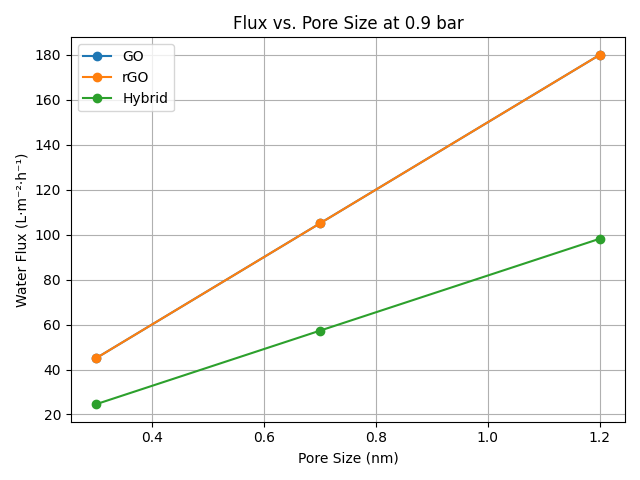 Flux vs. Pore Size at 0.9 bar
GO
rGO
Hybrid
Water Flux (L·m⁻²·h⁻¹)
180
160
140
120
100
80
60
40
20
0.4 0.6 0.8 1.0 1.2
Pore Size (nm)